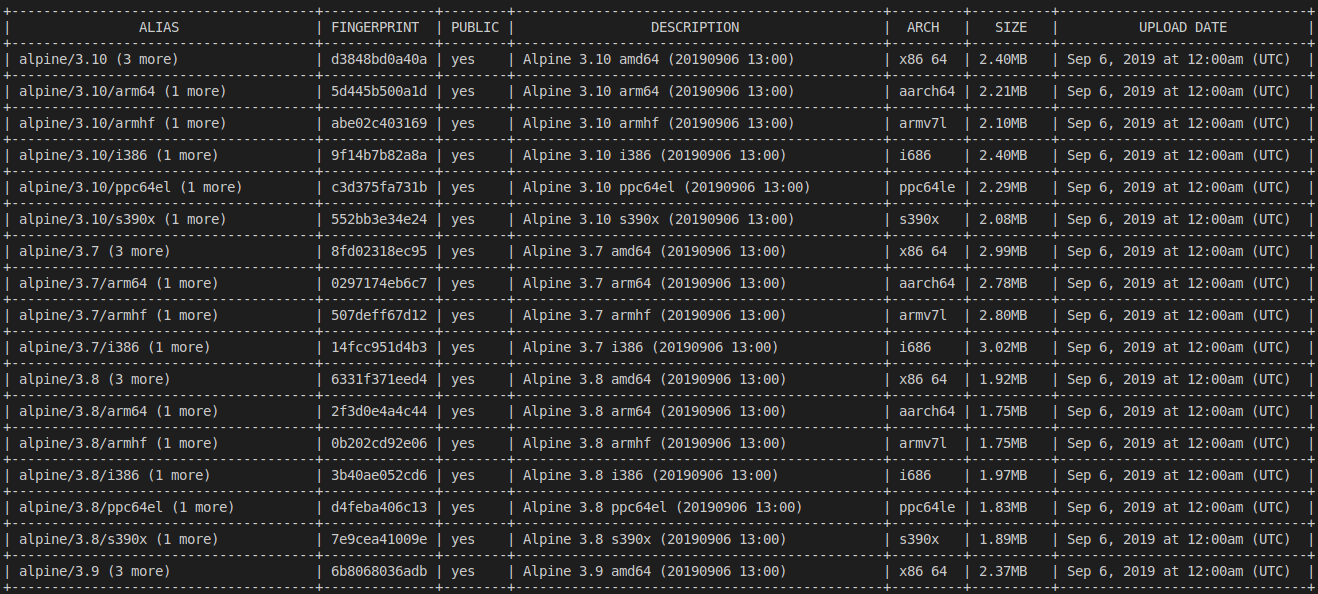 | ALIAS | FINGERPRINT | PUBLIC | DESCRIPTION | ARCH | SIZE | UPLOAD DATE |
| alpine/3.10 (3 more) | d3848bd0a40a | yes | Alpine 3.10 amd64 (20190906 13:00) | x86 64 | 2.40MB | Sep 6, 2019 at 12:00am (UTC) |
| alpine/3.10/arm64 (1 more) | 5d445b500a1d | yes | Alpine 3.10 arm64 (20190906 13:00) | aarch64 | 2.21MB | Sep 6, 2019 at 12:00am (UTC) |
| alpine/3.10/armhf (1 more) | abe02c403169 | yes | Alpine 3.10 armhf (20190906 13:00) | armv7l | 2.10MB | Sep 6, 2019 at 12:00am (UTC) |
| alpine/3.10/i386 (1 more) | 9f14b7b82a8a | yes | Alpine 3.10 i386 (20190906 13:00) | i686 | 2.40MB | Sep 6, 2019 at 12:00am (UTC) |
| alpine/3.10/ppc64el (1 more) | c3d375fa731b | yes | Alpine 3.10 ppc64el (20190906 13:00) | ppc64le | 2.29MB | Sep 6, 2019 at 12:00am (UTC) |
| alpine/3.10/s390x (1 more) | 552bb3e34e24 | yes | Alpine 3.10 s390x (20190906 13:00) | s390x | 2.08MB | Sep 6, 2019 at 12:00am (UTC) |
| alpine/3.7 (3 more) | 8fd02318ec95 | yes | Alpine 3.7 amd64 (20190906 13:00) | x86 64 | 2.99MB | Sep 6, 2019 at 12:00am (UTC) |
| alpine/3.7/arm64 (1 more) | 0297174eb6c7 | yes | Alpine 3.7 arm64 (20190906 13:00) | aarch64 | 2.78MB | Sep 6, 2019 at 12:00am (UTC) |
| alpine/3.7/armhf (1 more) | 507deff67d12 | yes | Alpine 3.7 armhf (20190906 13:00) | armv7l | 2.80MB | Sep 6, 2019 at 12:00am (UTC) |
| alpine/3.7/i386 (1 more) | 14fcc951d4b3 | yes | Alpine 3.7 i386 (20190906 13:00) | i686 | 3.02MB | Sep 6, 2019 at 12:00am (UTC) |
| alpine/3.8 (3 more) | 6331f371eed4 | yes | Alpine 3.8 amd64 (20190906 13:00) | x86 64 | 1.92MB | Sep 6, 2019 at 12:00am (UTC) |
| alpine/3.8/arm64 (1 more) | 2f3d0e4a4c44 | yes | Alpine 3.8 arm64 (20190906 13:00) | aarch64 | 1.75MB | Sep 6, 2019 at 12:00am (UTC) |
| alpine/3.8/armhf (1 more) | 0b202cd92e06 | yes | Alpine 3.8 armhf (20190906 13:00) | armv7l | 1.75MB | Sep 6, 2019 at 12:00am (UTC) |
| alpine/3.8/i386 (1 more) | 3b40ae052cd6 | yes | Alpine 3.8 i386 (20190906 13:00) | i686 | 1.97MB | Sep 6, 2019 at 12:00am (UTC) |
| alpine/3.8/ppc64el (1 more) | d4feba406c13 | yes | Alpine 3.8 ppc64el (20190906 13:00) | ppc64le | 1.83MB | Sep 6, 2019 at 12:00am (UTC) |
| alpine/3.8/s390x (1 more) | 7e9cea41009e | yes | Alpine 3.8 s390x (20190906 13:00) | s390x | 1.89MB | Sep 6, 2019 at 12:00am (UTC) |
| alpine/3.9 (3 more) | 6b8068036adb | yes | Alpine 3.9 amd64 (20190906 13:00) | x86 64 | 2.37MB | Sep 6, 2019 at 12:00am (UTC) |